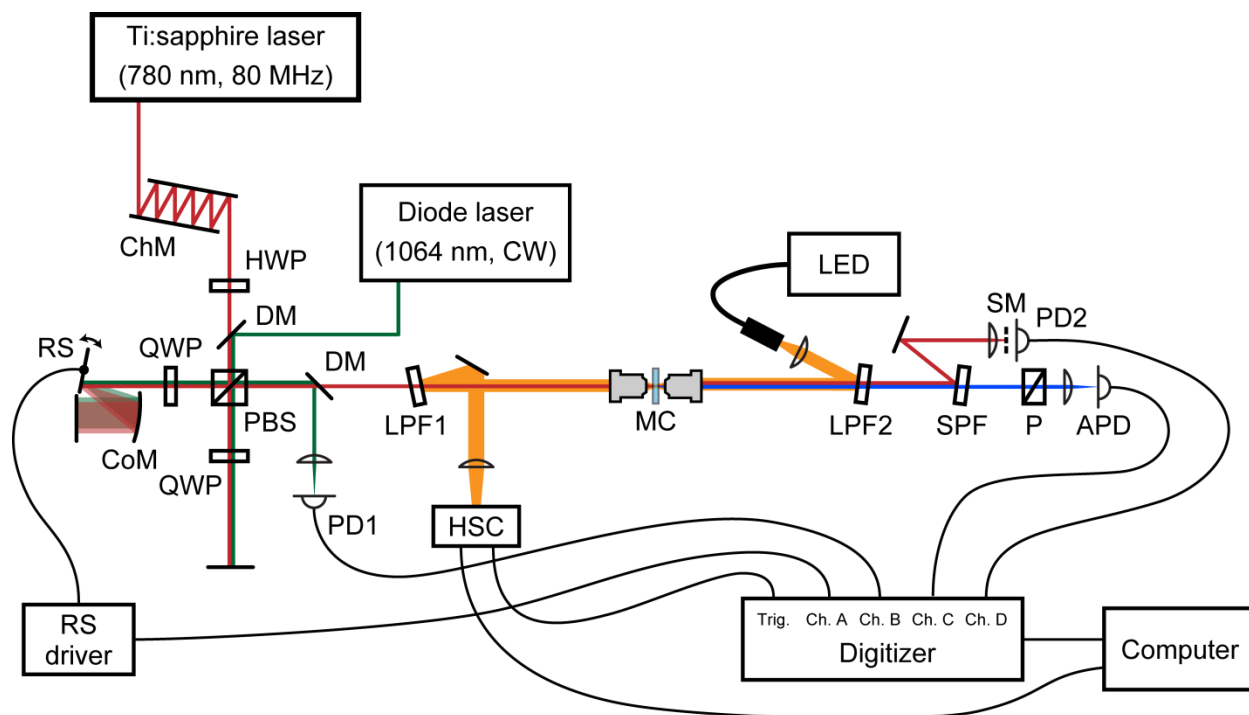 Ti:sapphire laser
(780 nm, 80 MHz)
ChM
Diode laser
(1064 nm, CW)
HWP
LED
DM
SM
PD2
RS
QWP
DM
PBS
LPF1
MC
LPF2
SPF
P
APD
CoM
QWP
PD1
HSC
RS
driver
Trig.
Ch. A
Ch. B
Ch. C
Ch. D
Digitizer
Computer